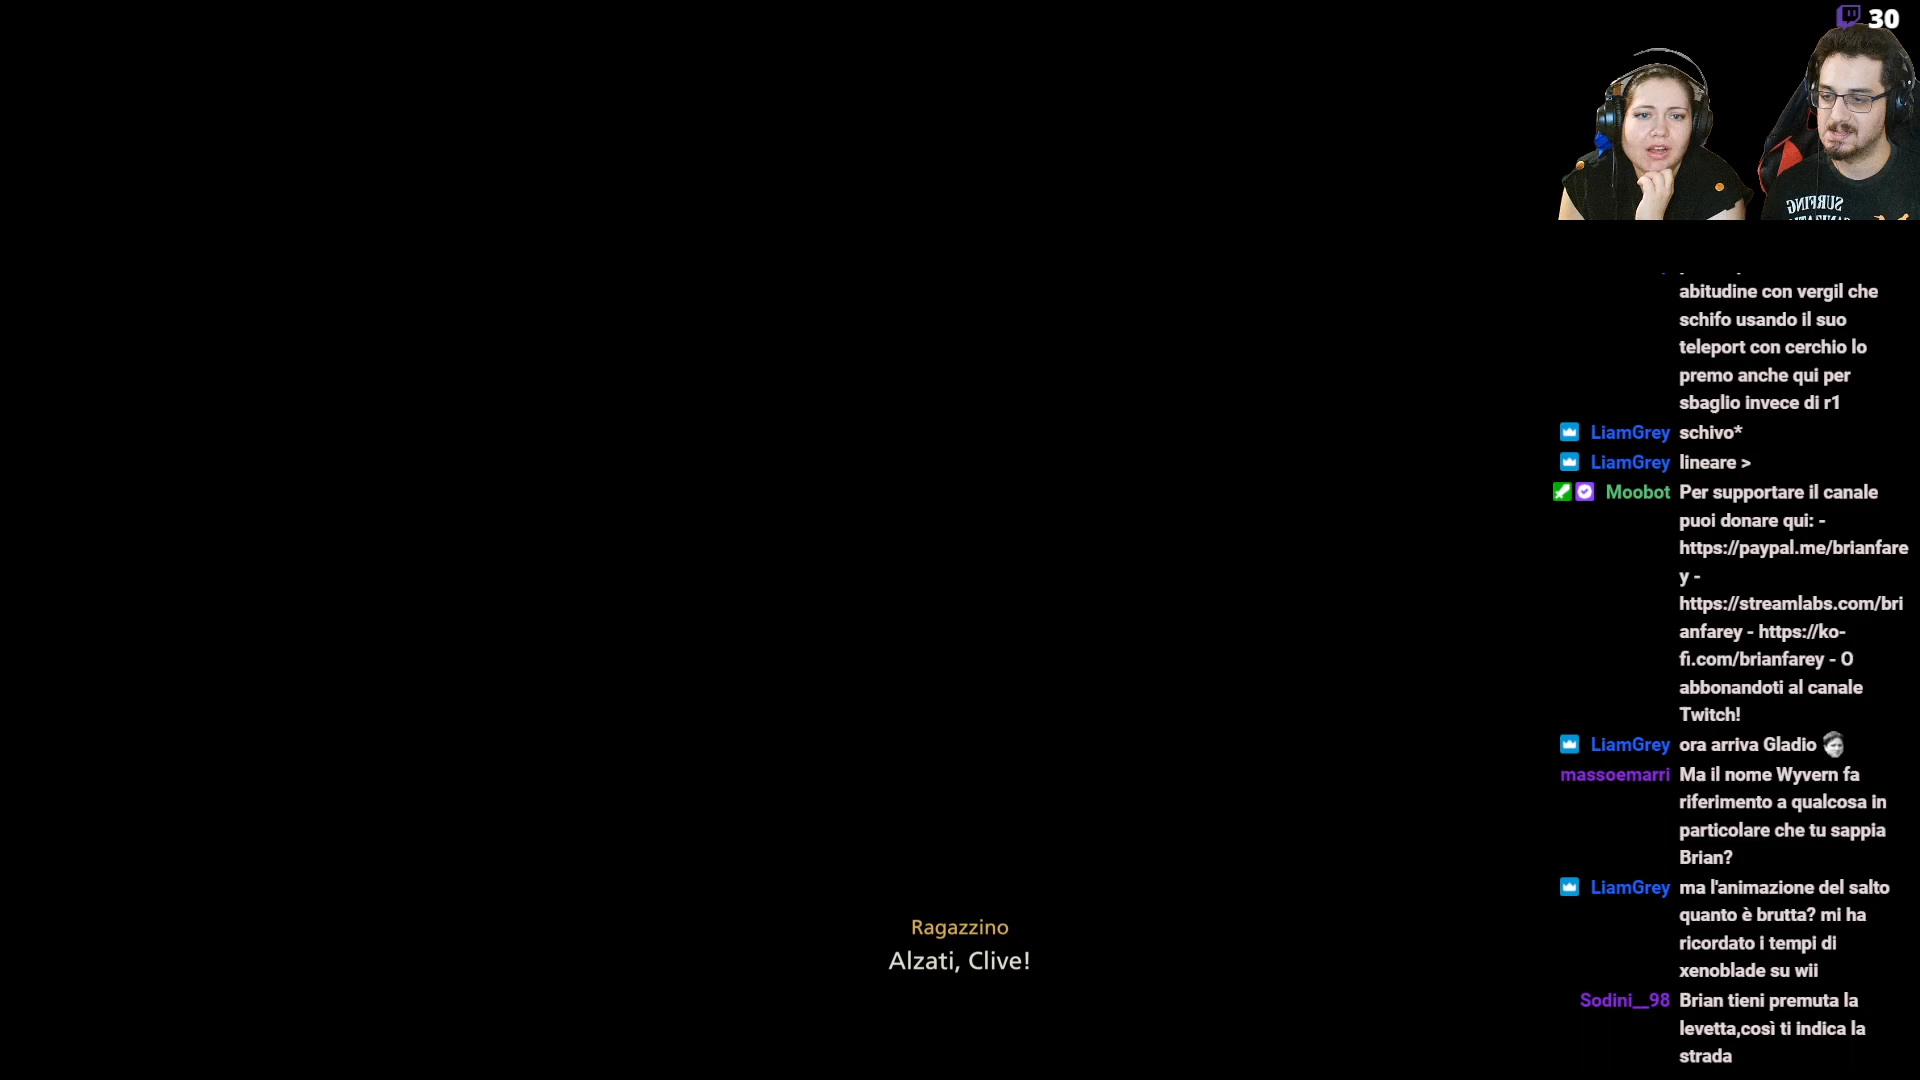 30
abitudine con vergil che
schifo usando il suo
teleport con cerchio lo
premo anche qui per
sbaglio invece di r1
LiamGrey schivo*
LiamGrey lineare >
Moobot Per supportare il canale
puoi donare qui: -
https://paypal.me/brianfare
y -
https://streamlabs.com/bri
anfarey - https://ko-
fi.com/brianfarey - O
abbonandoti al canale
Twitch!
LiamGrey ora arriva Gladio
massoemarri Ma il nome Wyvern fa
riferimento a qualcosa in
particolare che tu sappia
Brian?
LiamGrey ma l'animazione del salto
quanto è brutta? mi ha
ricordato i tempi di
xenoblade su wii
Sodini__98 Brian tieni premuta la
levetta,così ti indica la
strada
Ragazzino
Alzati, Clive!
SURFING